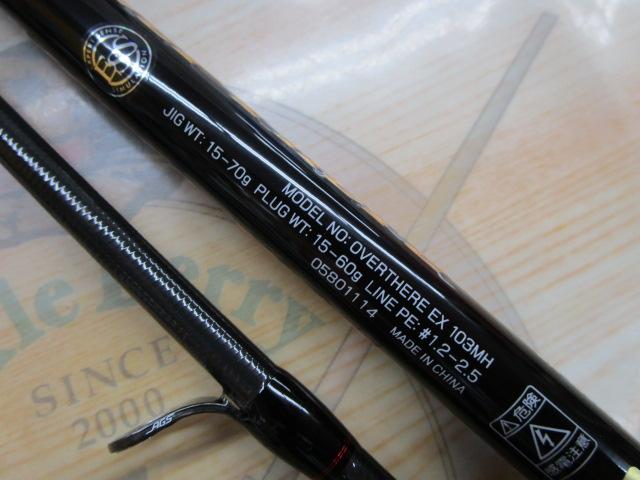 MODEL NO: OVERTHERE EX 103MH
JIG WT: 15-70g PLUG WT: 15-60g LINE PE: #1.2-2.5
05801114 MADE IN CHINA
危険
感電注意
AGS
SINCE
2000